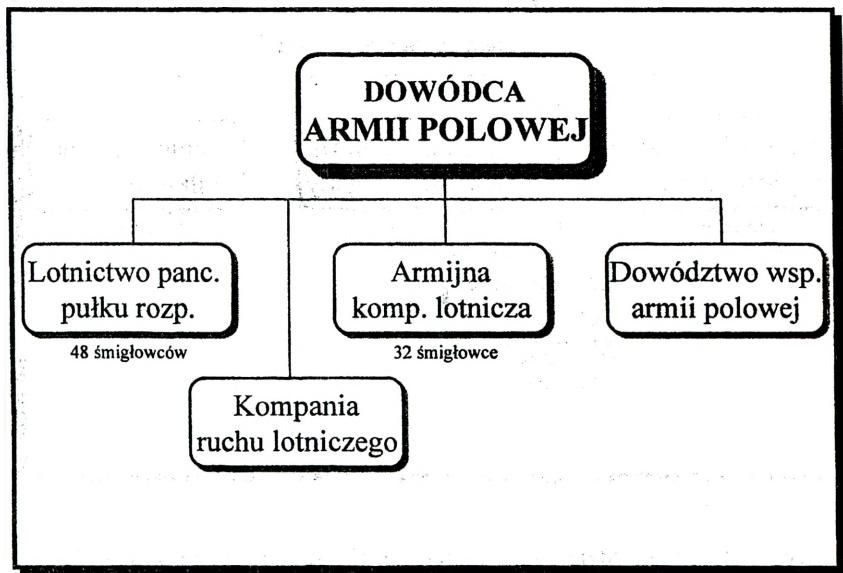 DOWÓDCA
ARMII POLOWEJ
Lotnictwo panc.
pułku rozp.
48 śmigłowców
Armijna
komp. lotnicza
32 śmigłowce
Dowództwo wsp.
armii polowej
Kompania
ruchu lotniczego